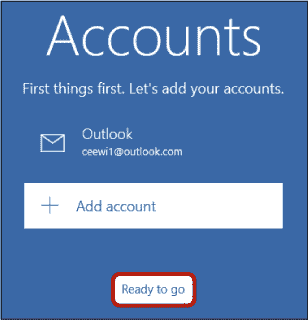 Accounts
First things first. Let's add your accounts.
Outlook
ceewi1@outlook.com
Add account
Ready to go